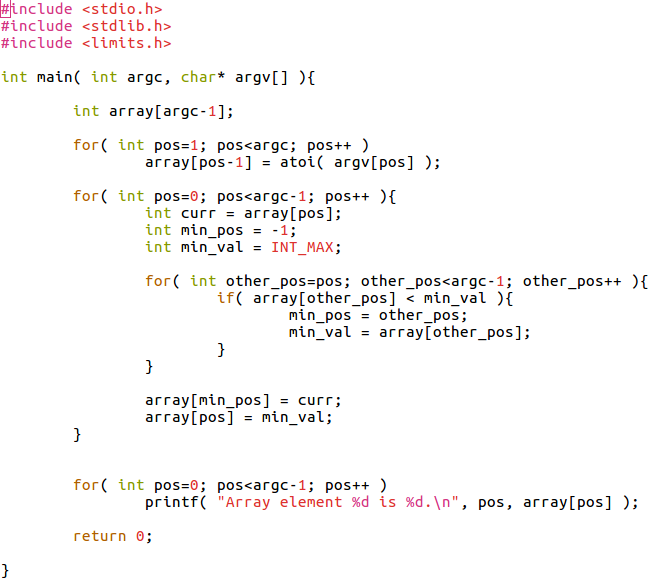 #include <stdio.h>
#include <stdlib.h>
#include <limits.h>

int main( int argc, char* argv[] ){

        int array[argc-1];

        for( int pos=1; pos<argc; pos++ )
                array[pos-1] = atoi( argv[pos] );

        for( int pos=0; pos<argc-1; pos++ ){
                int curr = array[pos];
                int min_pos = -1;
                int min_val = INT_MAX;

                for( int other_pos=pos; other_pos<argc-1; other_pos++ ){
                        if( array[other_pos] < min_val ){
                                min_pos = other_pos;
                                min_val = array[other_pos];
                        }
                }

                array[min_pos] = curr;
                array[pos] = min_val;
        }


        for( int pos=0; pos<argc-1; pos++ )
                printf( "Array element %d is %d.\n", pos, array[pos] );

        return 0;

}